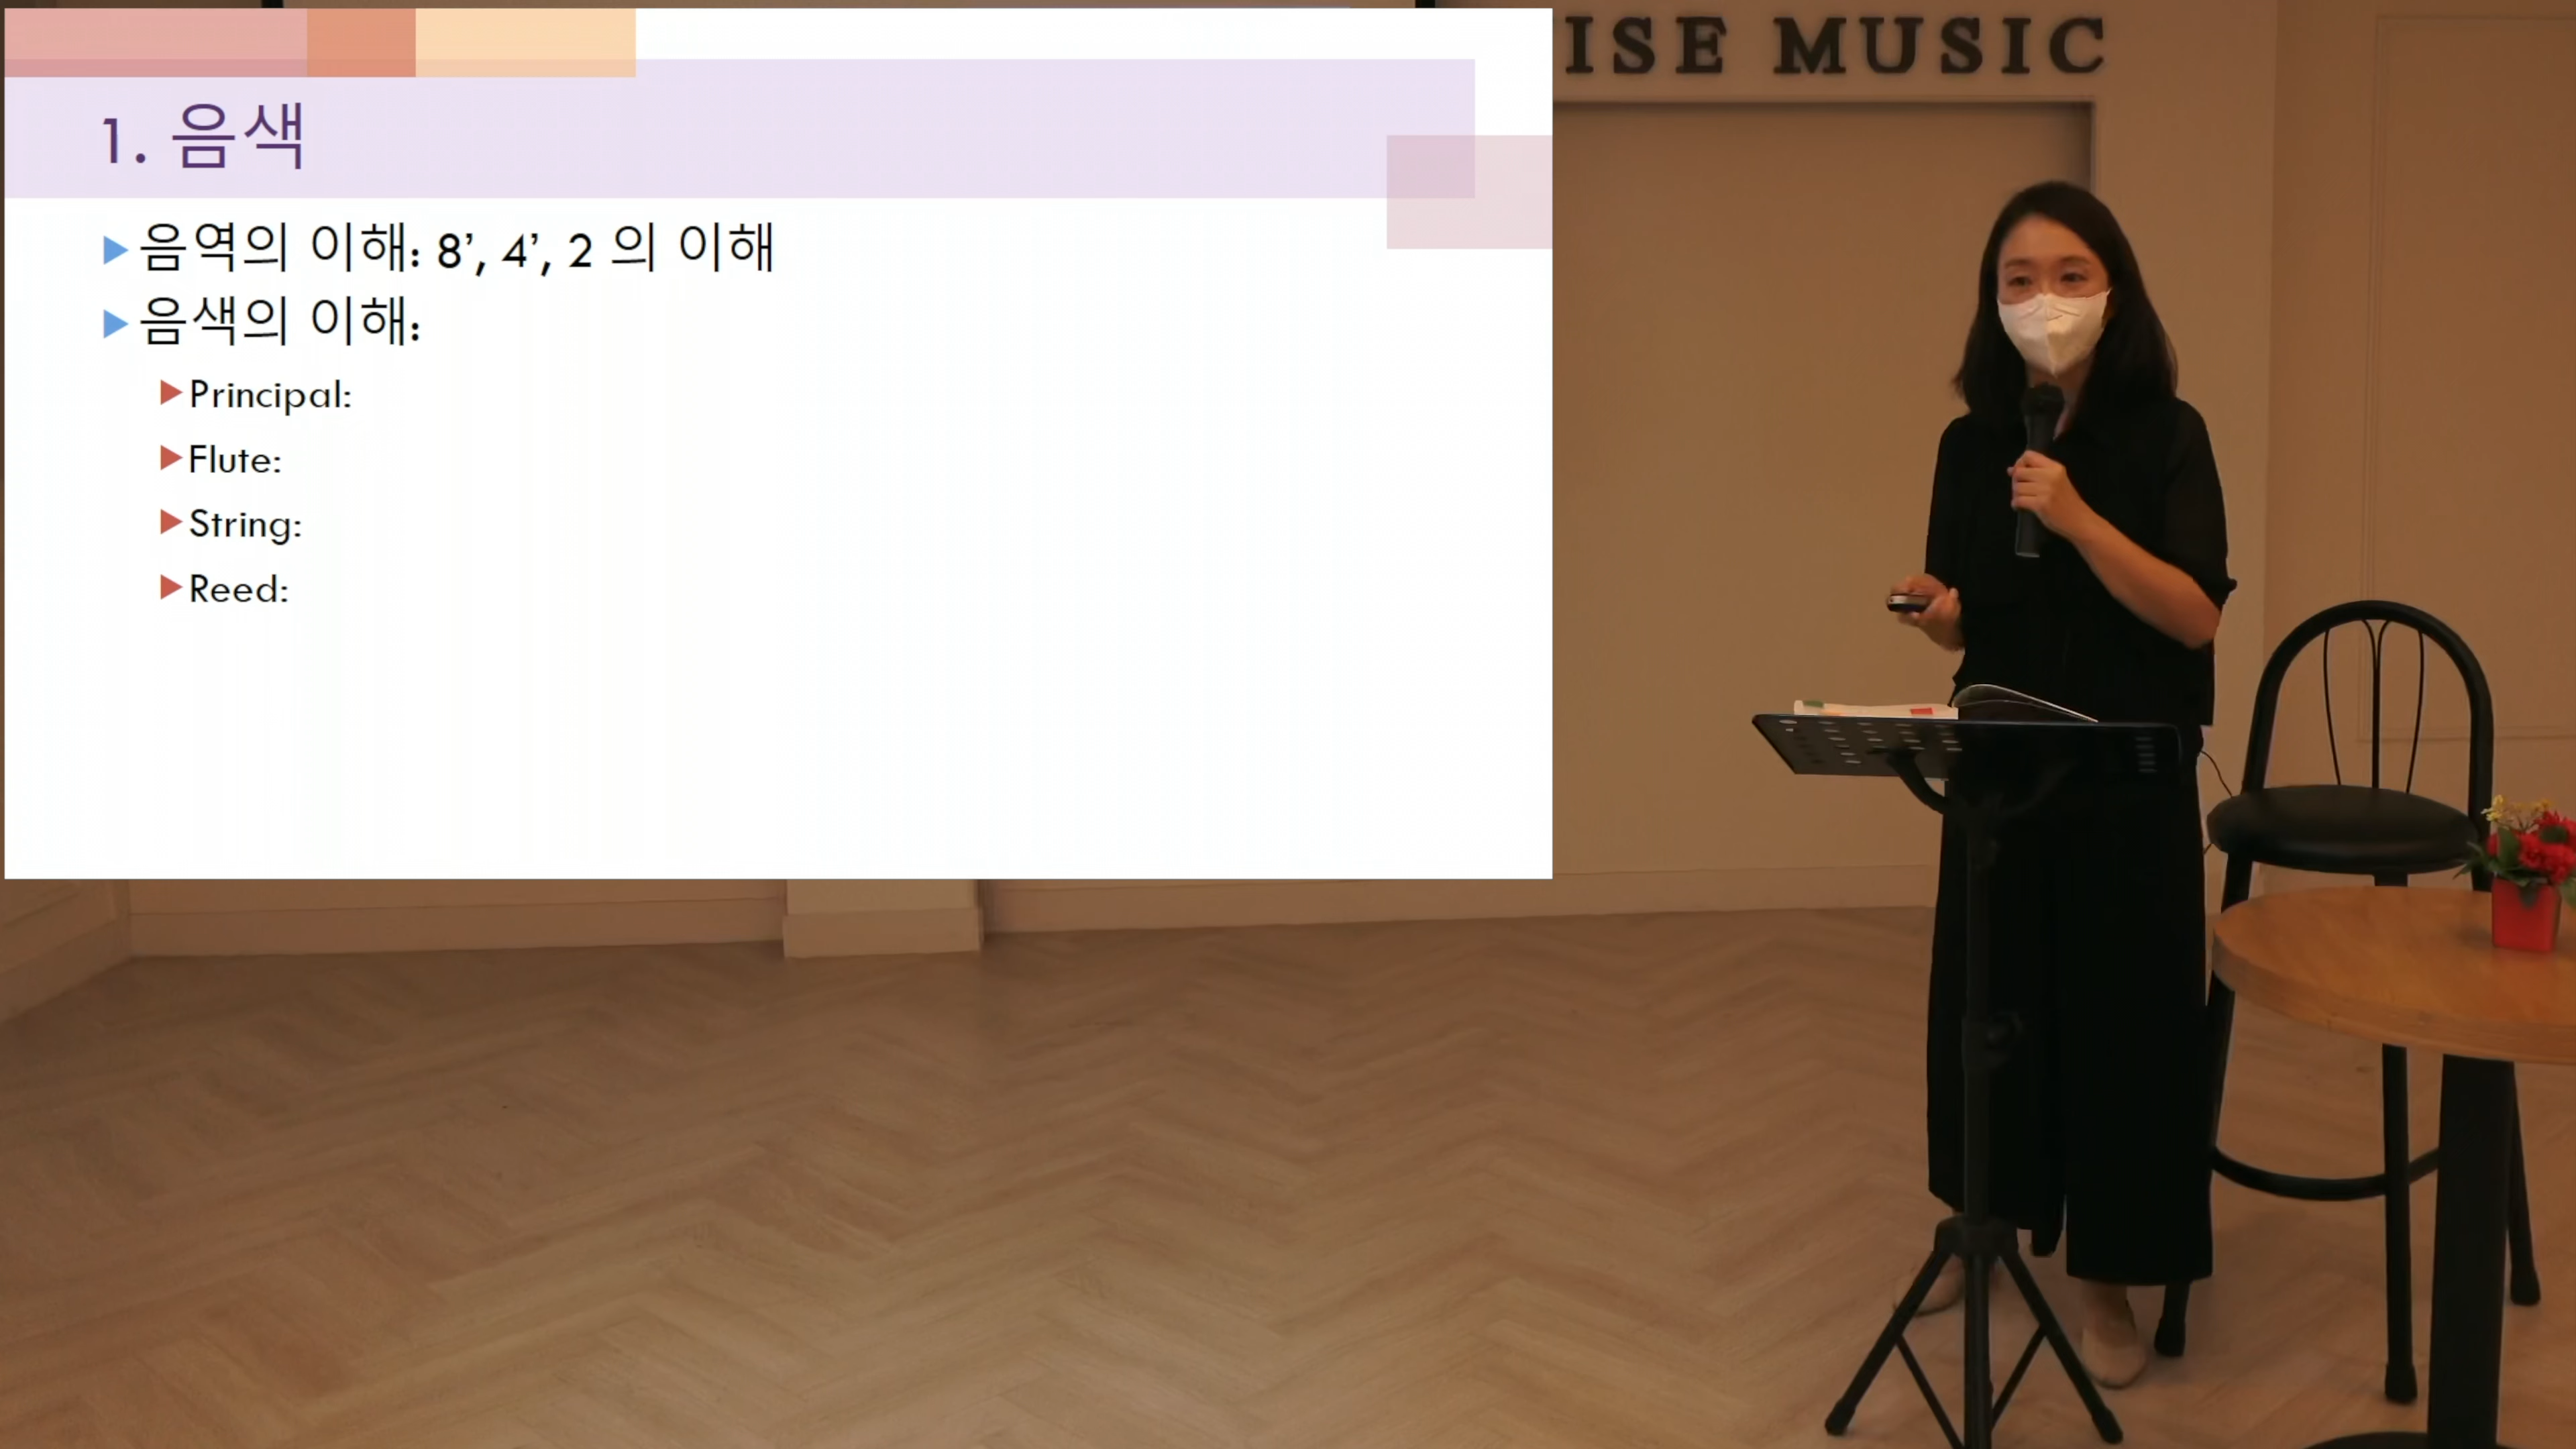 ISE MUSIC
1. 음색
음역의 이해: 8’, 4’, 2 의 이해
음색의 이해:
Principal:
Flute:
String:
Reed: